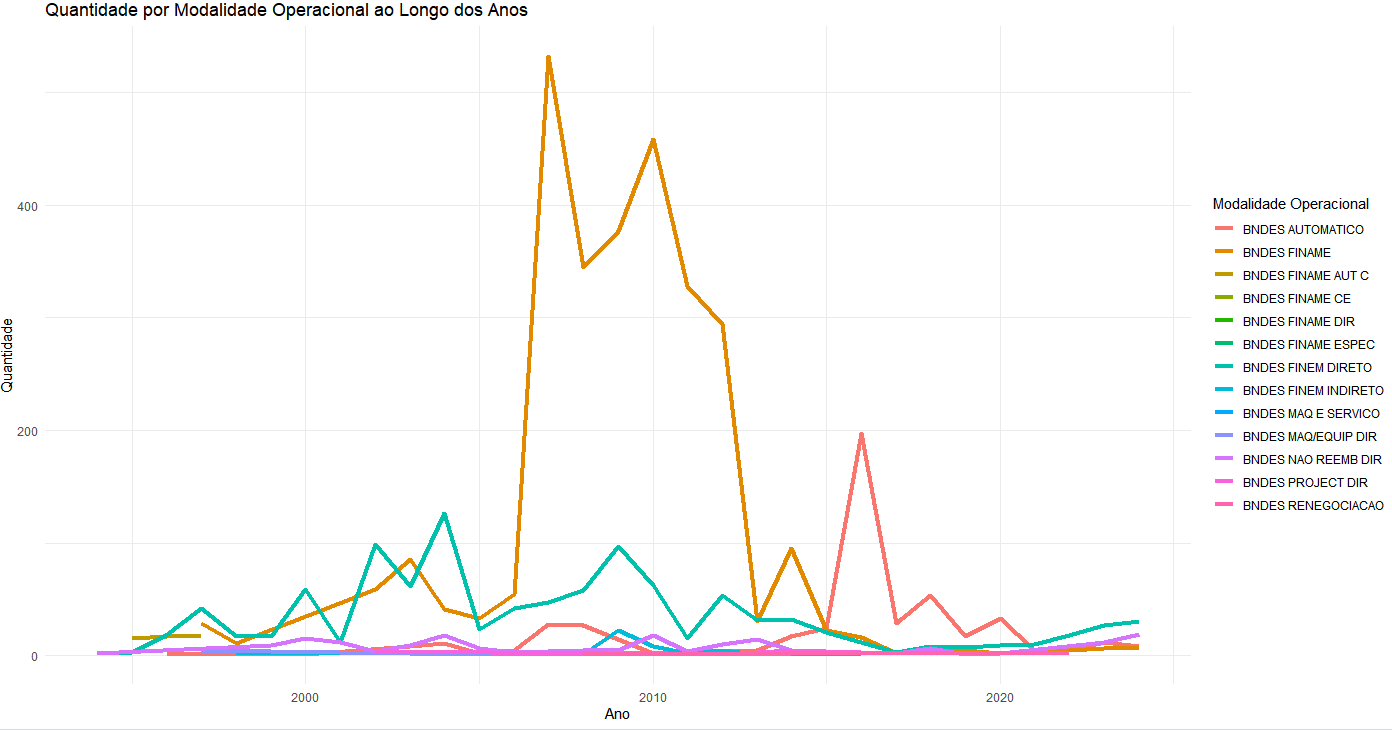 Quantidade por Modalidade Operacional ao Longo dos Anos
Quantidade
400
200
0
2000
2010
2020
Ano
Modalidade Operacional
BNDES AUTOMATICO
BNDES FINAME
BNDES FINAME AUT C
BNDES FINAME CE
BNDES FINAME DIR
BNDES FINAME ESPEC
BNDES FINEM DIRETO
BNDES FINEM INDIRETO
BNDES MAQ E SERVICO
BNDES MAQ/EQUIP DIR
BNDES NAO REEMB DIR
BNDES PROJECT DIR
BNDES RENEGOCIACAO